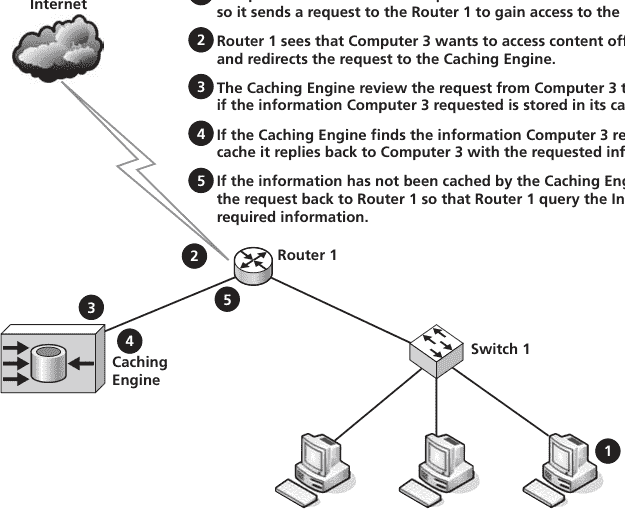 Internet
so it sends a request to the Router 1 to gain access to the
2 Router 1 sees that Computer 3 wants to access content off
and redirects the request to the Caching Engine.
3 The Caching Engine review the request from Computer 3 t
if the information Computer 3 requested is stored in its ca
4 If the Caching Engine finds the information Computer 3 re
cache it replies back to Computer 3 with the requested inf
5 If the information has not been cached by the Caching Eng
the request back to Router 1 so that Router 1 query the In
required information.
2
Router 1
5
3
4
Caching
Engine
Switch 1
1